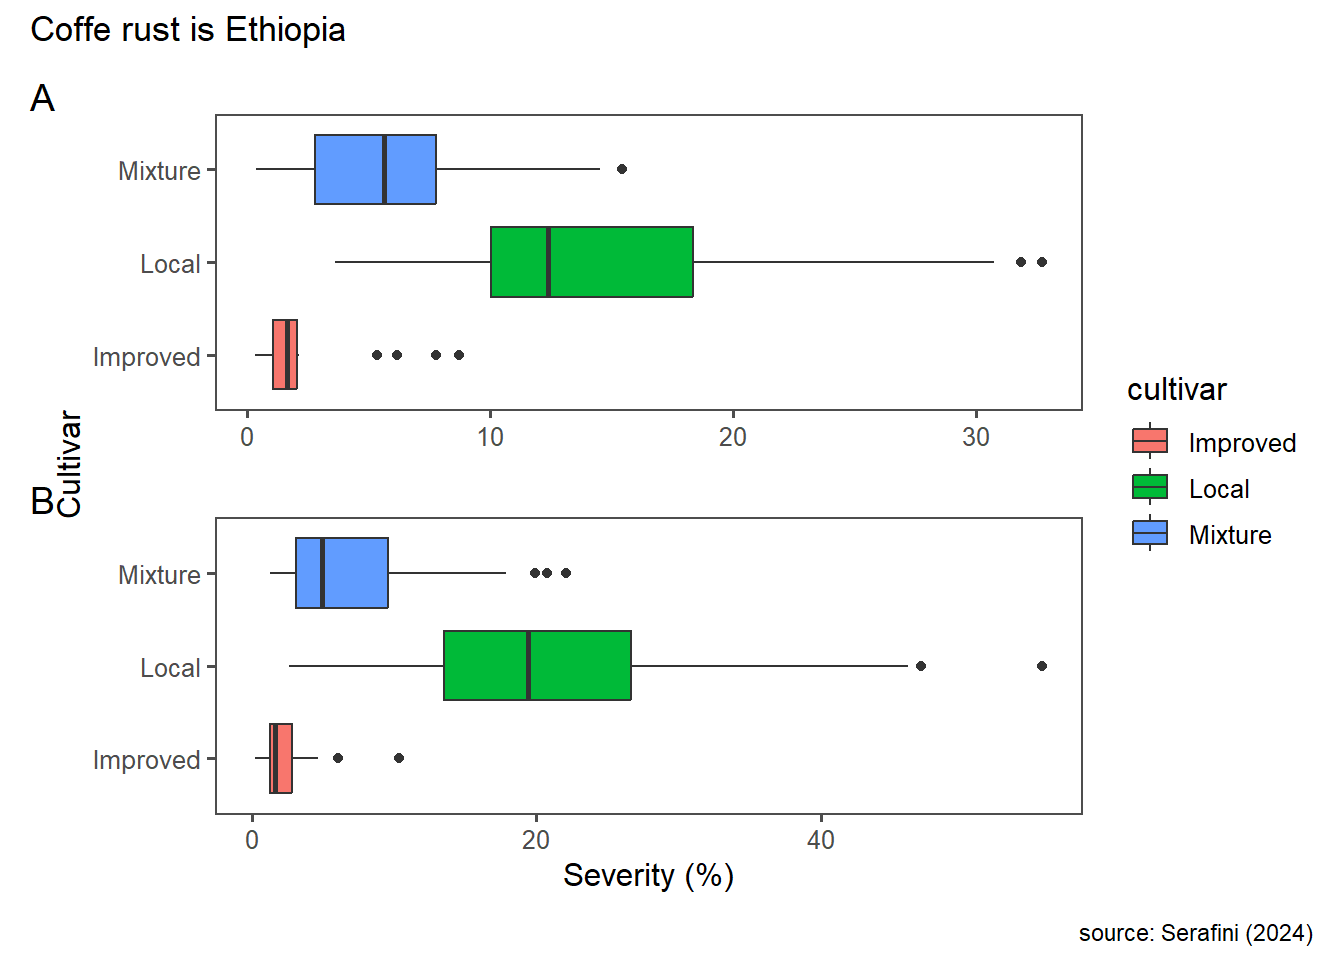 Coffe rust is Ethiopia
A
Mixture
Local
Improved
0 10 20 30
Cultivar
B
Mixture
Local
Improved
0 20 40
Severity (%)
cultivar
Improved
Local
Mixture
source: Serafini (2024)